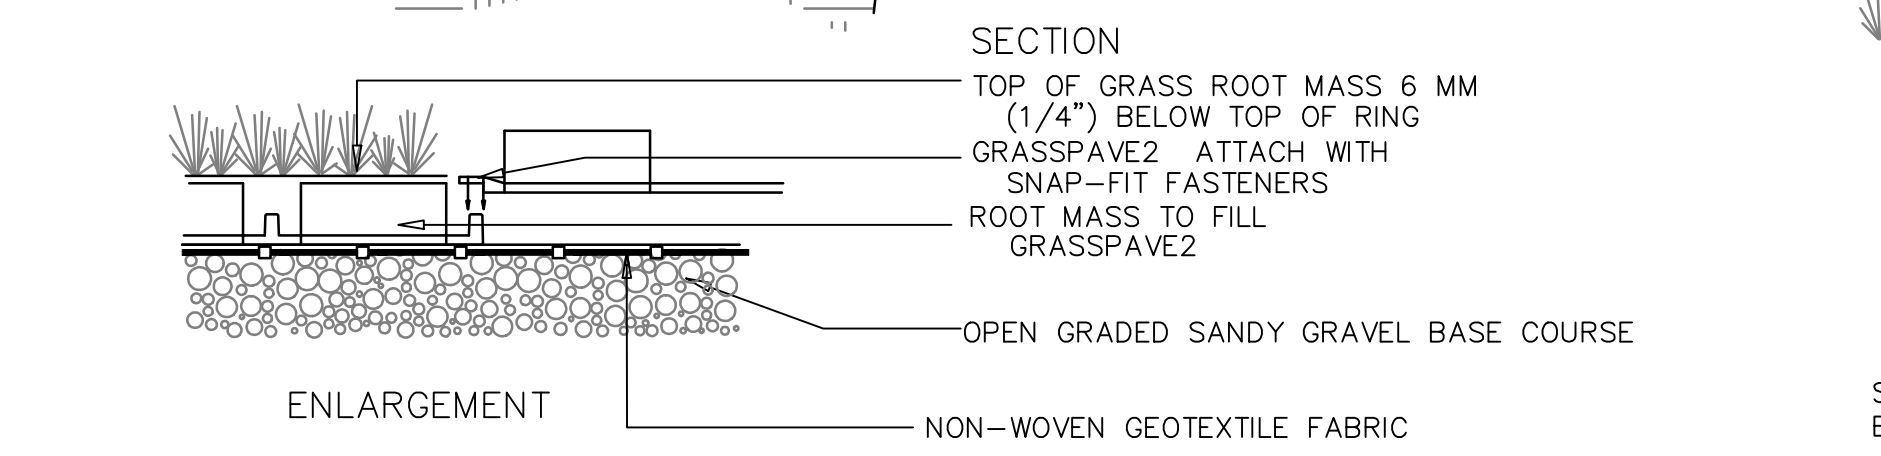 SECTION
TOP OF GRASS ROOT MASS 6 MM
(1/4") BELOW TOP OF RING
GRASSPAVE2 ATTACH WITH
SNAP-FIT FASTENERS
ROOT MASS TO FILL
GRASSPAVE2
OPEN GRADED SANDY GRAVEL BASE COURSE
ENLARGEMENT
NON-WOVEN GEOTEXTILE FABRIC